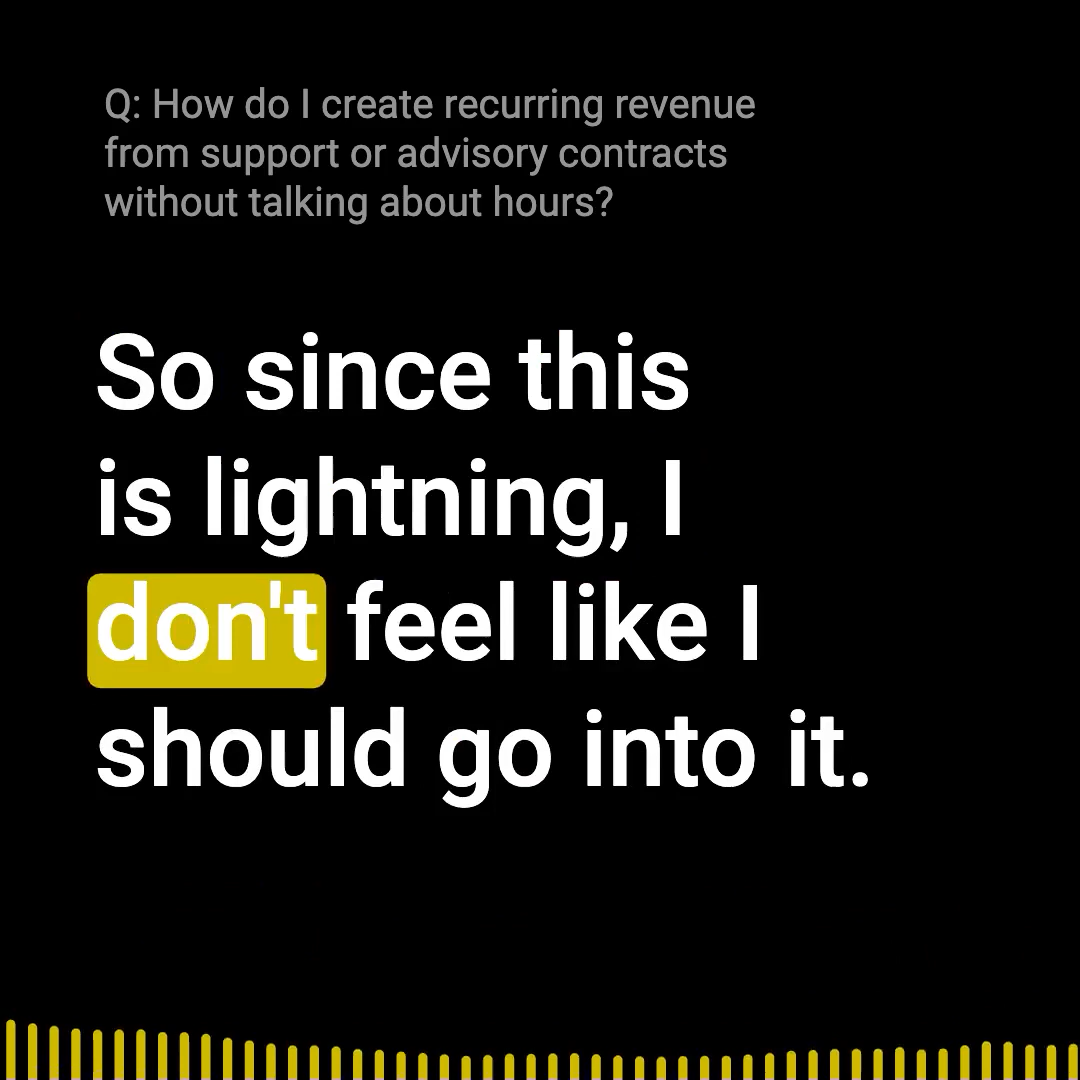 Q: How do I create recurring revenue
from support or advisory contracts
without talking about hours?
So since this
is lightning, I
don't feel like I
should go into it.